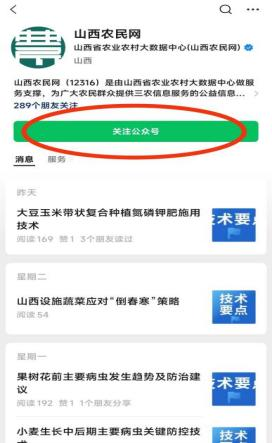 山西农民网
山西省农业农村大数据中心(山西农民网)
山西
山西农民网（12316）是由山西省农业农村大数据中心做服
务支撑，为广大农民群众提供三农信息服务的公益信息...
289个朋友关注
关注公众号
消息 服务
昨天
大豆玉米带状复合种植氮磷钾肥施用
技术
阅读169 赞1 3个朋友读过
技术要点
星期二
山西设施蔬菜应对“倒春寒”策略
阅读54
技术
要点
星期一
果树花前主要病虫发生趋势及防治建
议
阅读192 赞1 1个朋友分享
技术要点
小麦生长中后期主要病虫关键防控技
术
技术